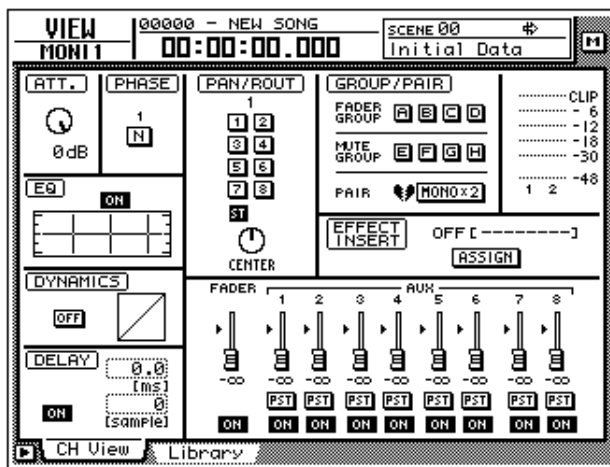 VIEW
MONI1
00000 - NEW SONG
00:00:00.000
SCENE 00
Initial Data
M
ATT.
0dB
PHASE
1
N
PAN/ROUT
1
1 2
3 4
5 6
7 8
ST
CENTER
GROUP/PAIR
FADER GROUP A B C D
MUTE GROUP E F G H
PAIR MONO×2
CLIP
- 6
-12
-18
-30
-48
1 2
EQ
ON
EFFECT INSERT OFF[---------]
ASSIGN
DYNAMICS
OFF
DELAY
0.0
[ms]
0
[sample]
ON
FADER AUX
1 2 3 4 5 6 7 8
-∞ -∞ -∞ -∞ -∞ -∞ -∞ -∞ -∞
PST PST PST PST PST PST PST PST
ON ON ON ON ON ON ON ON ON
CH View Library